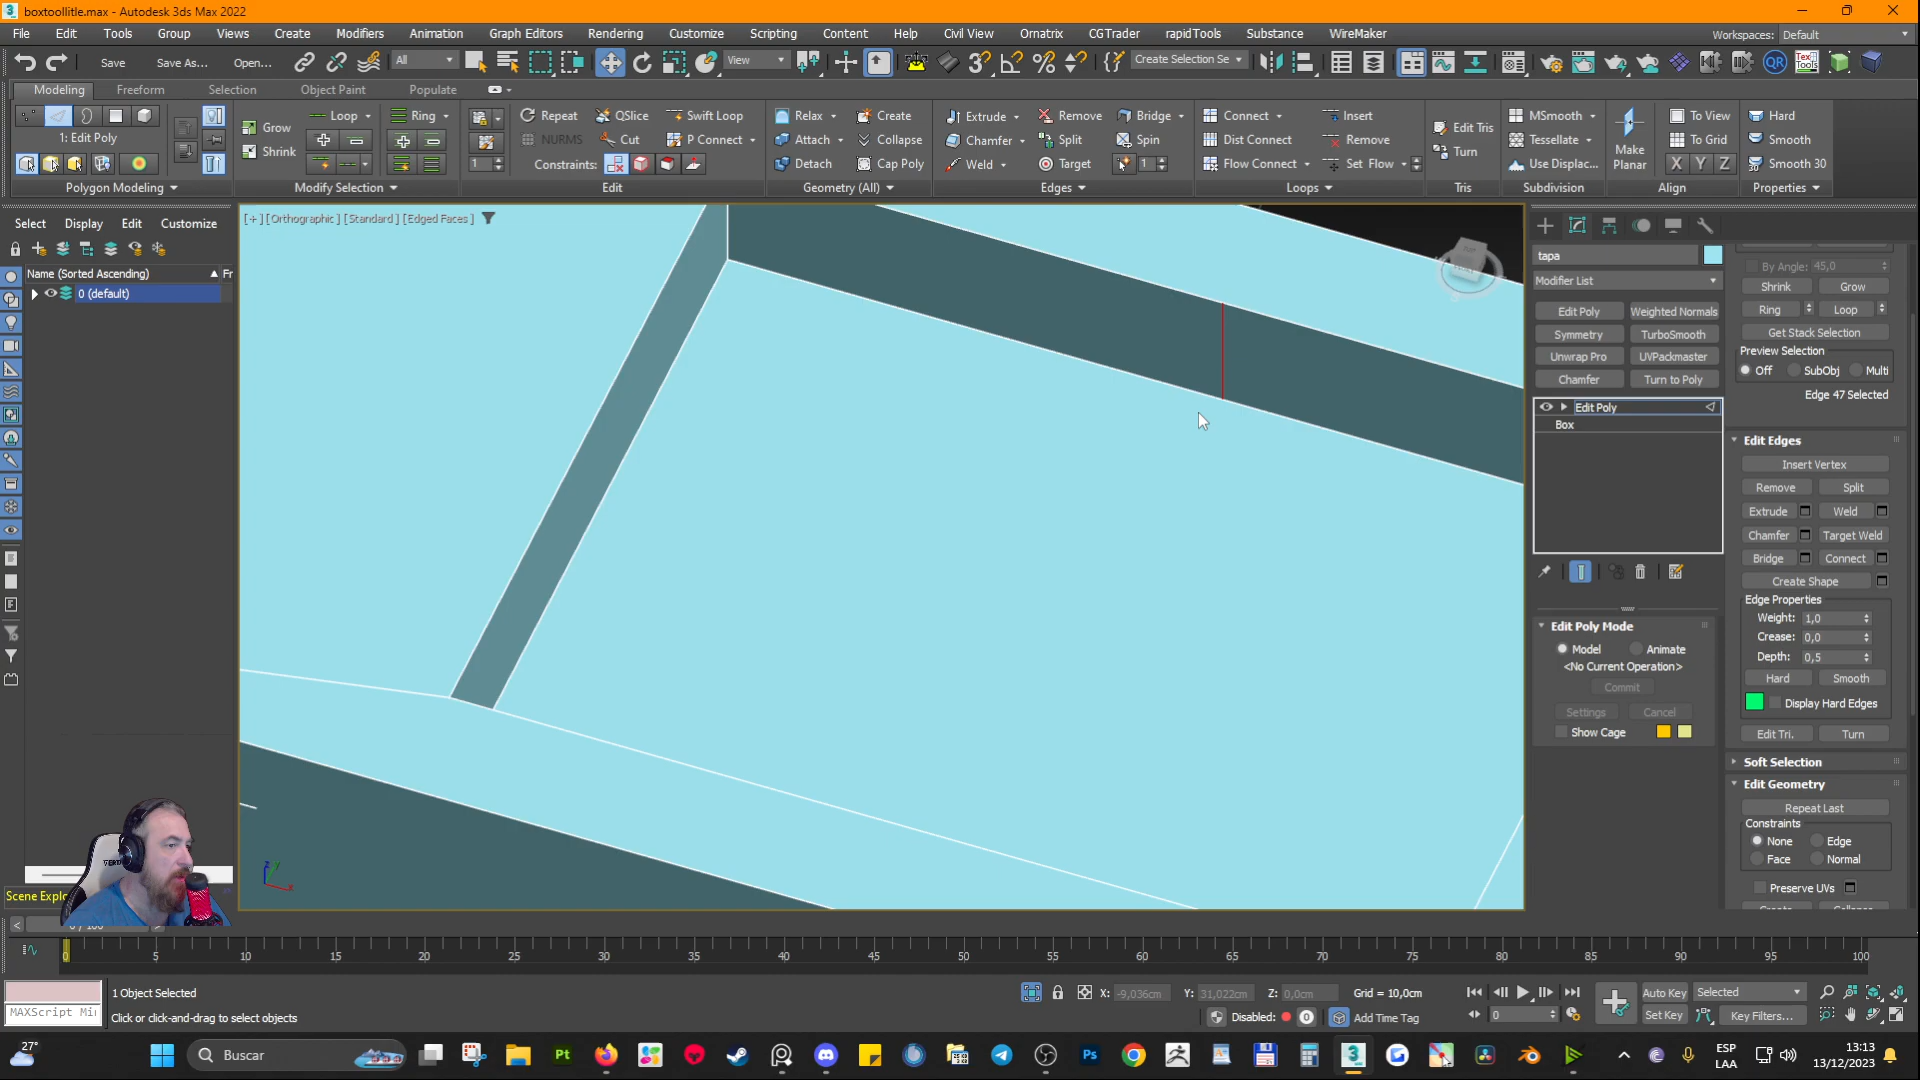 boxtoollitle.max - Autodesk 3ds Max 2022
File Edit Tools Group Views Create Modifiers Animation Graph Editors Rendering Customize Scripting Content Help Civil View Ornatrix CGTrader rapidTools Substance WireMaker Workspaces: Default
Save Save As... Open... All View Create Selection Se
Modeling Freeform Selection Object Paint Populate
Loop Ring Repeat QSlice Swift Loop Relax Create Extrude Remove Bridge Connect Insert MSmooth To View Hard
1: Edit Poly Grow NURMS Cut P Connect Attach Collapse Chamfer Split Spin Dist Connect Remove Edit Tris Tessellate Make Planar To Grid Smooth
Shrink 1 Constraints: Detach Cap Poly Weld Target 1 Flow Connect Set Flow Turn Use Displac... X Y Z Smooth 30
Polygon Modeling Modify Selection Edit Geometry (All) Edges Loops Tris Subdivision Align Properties
Select Display Edit Customize
Name (Sorted Ascending) Fr
0 (default)
[+] [Orthographic] [Standard] [Edged Faces]
tapa
Modifier List
Edit Poly Weighted Normals
Symmetry TurboSmooth
Unwrap Pro UVPackmaster
Chamfer Turn to Poly
Edit Poly
Box
Edit Poly Mode
Model Animate
<No Current Operation>
Commit
Settings Cancel
Show Cage
By Angle: 45,0
Shrink Grow
Ring Loop
Get Stack Selection
Preview Selection
Off SubObj Multi
Edge 47 Selected
Edit Edges
Insert Vertex
Remove Split
Extrude Weld
Chamfer Target Weld
Bridge Connect
Create Shape
Edge Properties
Weight: 1,0
Crease: 0,0
Depth: 0,5
Hard Smooth
Display Hard Edges
Edit Tri. Turn
Soft Selection
Edit Geometry
Repeat Last
Constraints
None Edge
Face Normal
Preserve UVs
Scene Explo
0 / 100
0 5 10 15 20 25 30 35 40 45 50 55 60 65 70 75 80 85 90 95 100
1 Object Selected X: -9,036cm Y: 31,022cm Z: 0,0cm Grid = 10,0cm Auto Key Selected
MAXScript Mi Click or click-and-drag to select objects Disabled: 0 Add Time Tag 0 Set Key Key Filters...
27° Buscar ESP LAA 13:13 13/12/2023